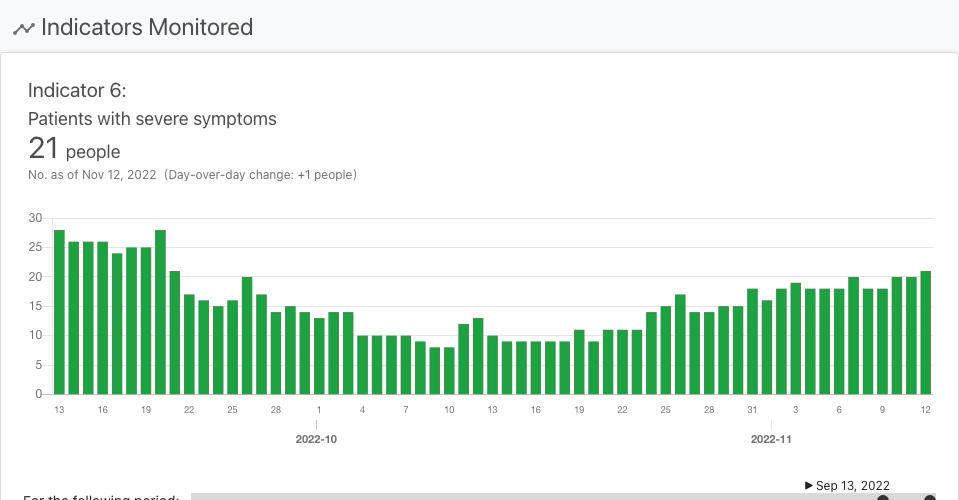 Indicators Monitored
Indicator 6:
Patients with severe symptoms
21 people
No. as of Nov 12, 2022 (Day-over-day change: +1 people)
30
25
20
15
10
5
0
13 16 19 22 25 28 1 4 7 10 13 16 19 22 25 28 31 3 6 9 12
2022-10 2022-11
▶ Sep 13, 2022
For the following period: